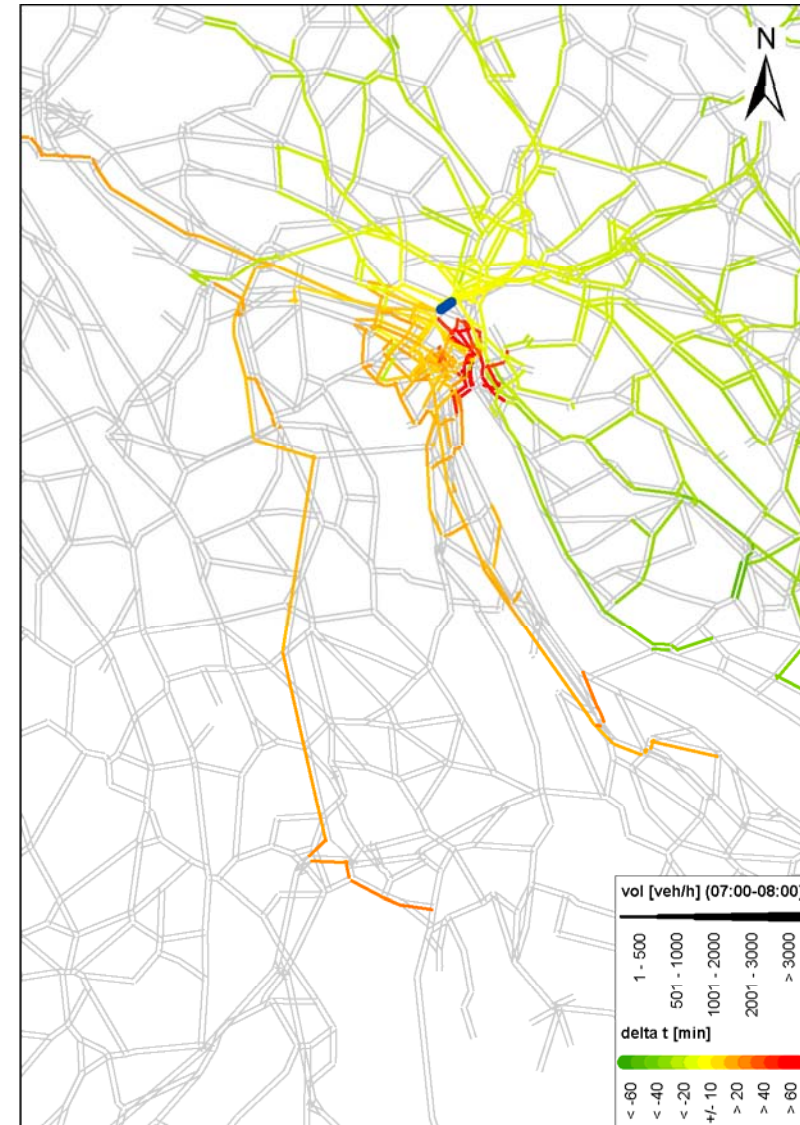 N
vol [veh/h] (07:00-08:00)
1 - 500
501 - 1000
1001 - 2000
2001 - 3000
> 3000
delta t [min]
< -60
< -40
< -20
+/- 10
> 20
> 40
> 60